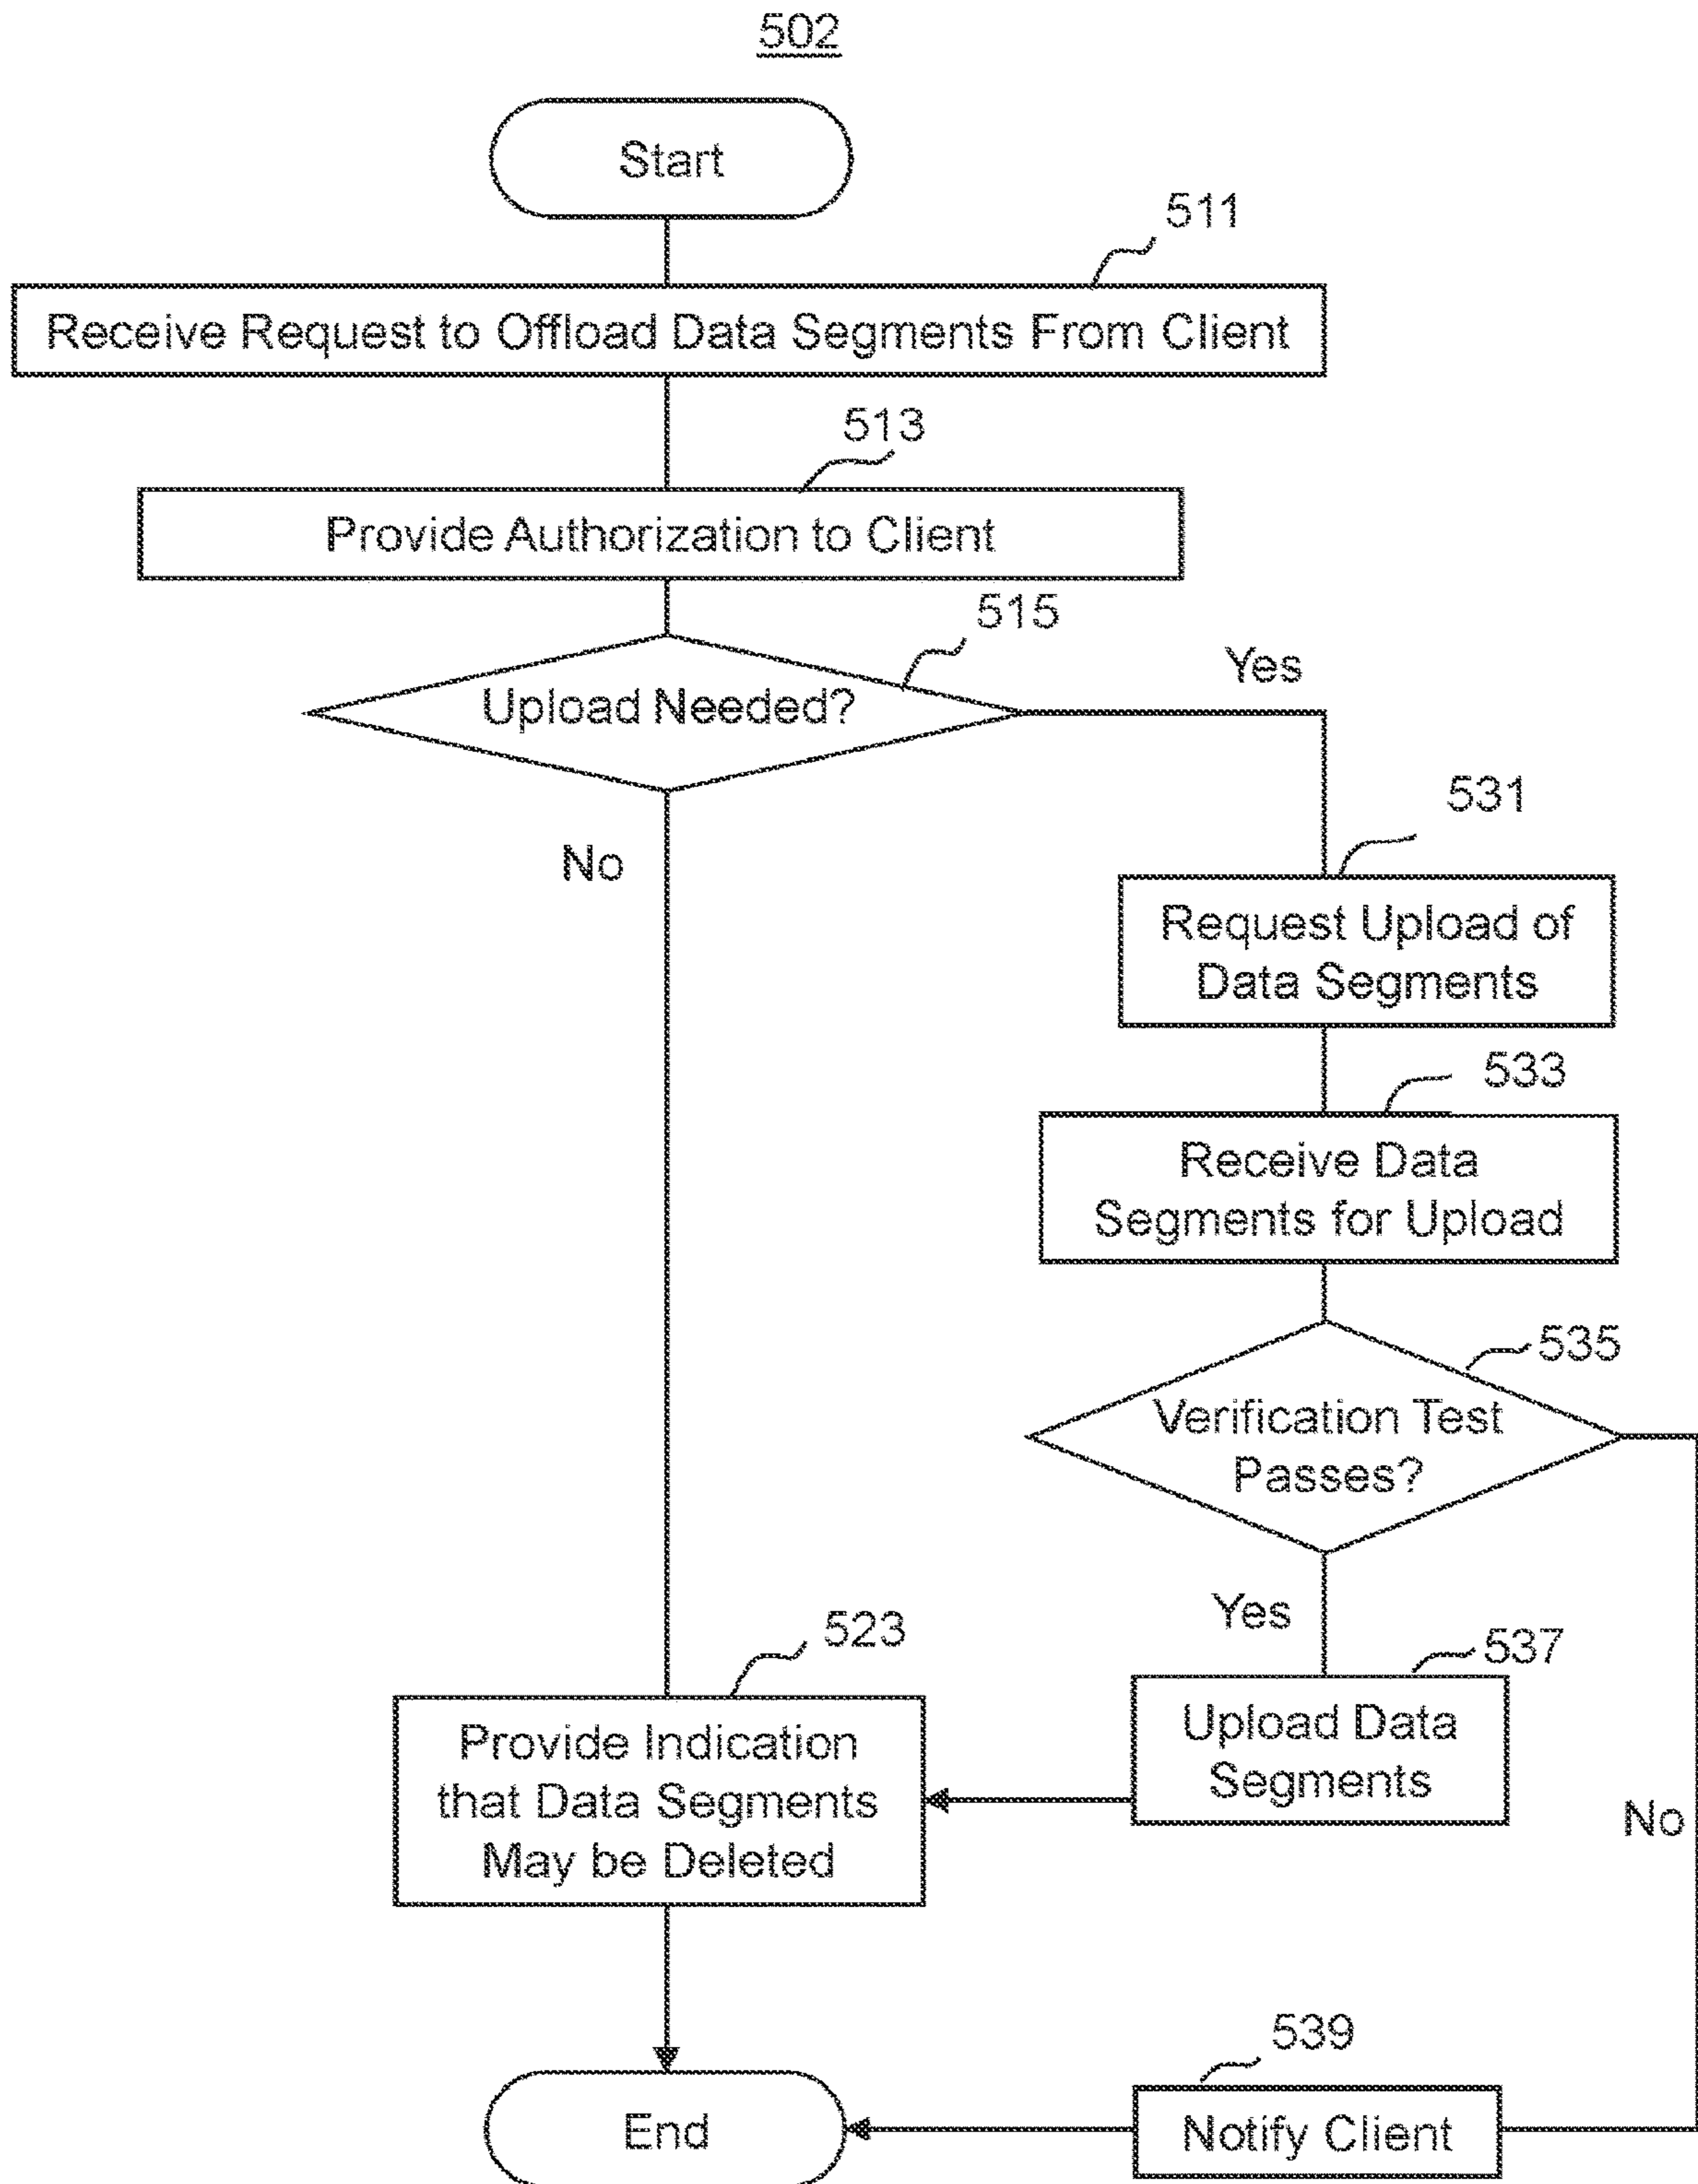 502
Start
511
Receive Request to Offload Data Segments From Client
513
Provide Authorization to Client
515
Upload Needed?
Yes
No
531
Request Upload of
Data Segments
533
Receive Data
Segments for Upload
535
Verification Test
Passes?
Yes
No
537
Upload Data
Segments
523
Provide Indication
that Data Segments
May be Deleted
539
Notify Client
End